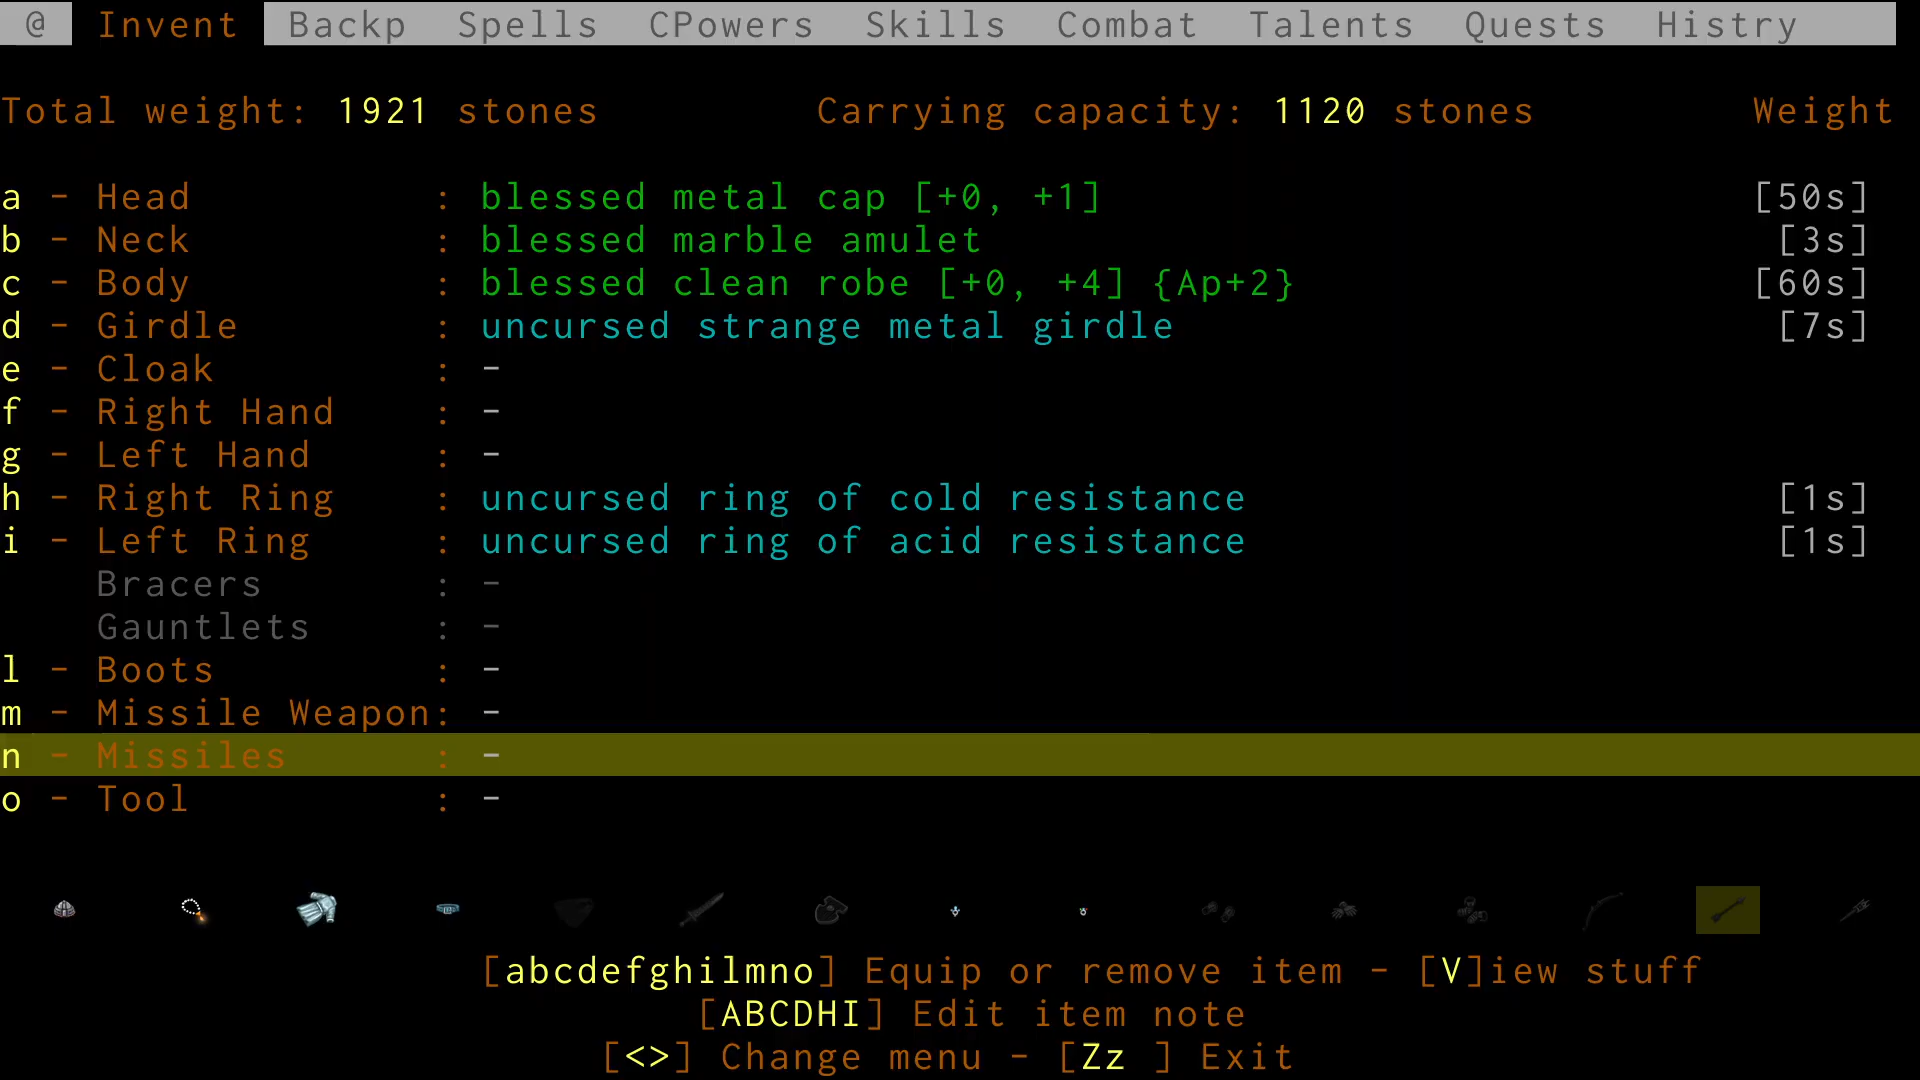 @ Invent Backp Spells CPowers Skills Combat Talents Quests Histry
Total weight: 1921 stones Carrying capacity: 1120 stones Weight
a - Head : blessed metal cap [+0, +1] [50s]
b - Neck : blessed marble amulet [3s]
c - Body : blessed clean robe [+0, +4] {Ap+2} [60s]
d - Girdle : uncursed strange metal girdle [7s]
e - Cloak : -
f - Right Hand : -
g - Left Hand : -
h - Right Ring : uncursed ring of cold resistance [1s]
i - Left Ring : uncursed ring of acid resistance [1s]
Bracers : -
Gauntlets : -
l - Boots : -
m - Missile Weapon: -
n - Missiles : -
o - Tool : -
[abcdefghilmno] Equip or remove item - [V]iew stuff
[ABCDHI] Edit item note
[<>] Change menu - [Zz ] Exit